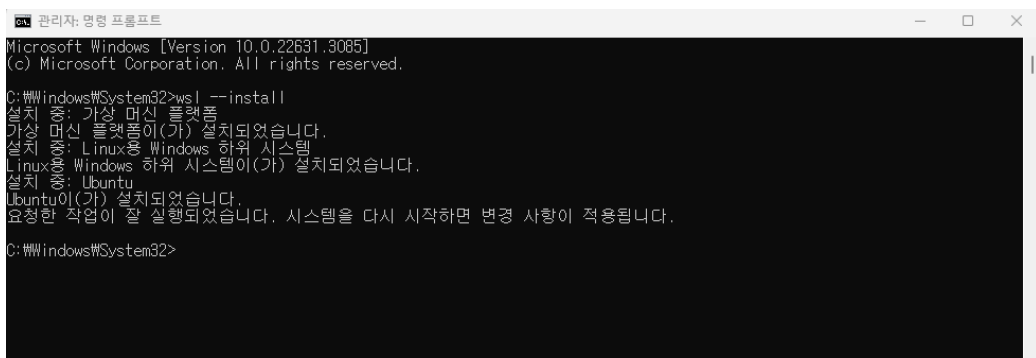 관리자: 명령 프롬프트
Microsoft Windows [Version 10.0.22631.3085]
(c) Microsoft Corporation. All rights reserved.
C:₩Windows₩System32>wsl --install
설치 중: 가상 머신 플랫폼
가상 머신 플랫폼이(가) 설치되었습니다.
설치 중: Linux용 Windows 하위 시스템
Linux용 Windows 하위 시스템이(가) 설치되었습니다.
설치 중: Ubuntu
Ubuntu이(가) 설치되었습니다.
요청한 작업이 잘 실행되었습니다. 시스템을 다시 시작하면 변경 사항이 적용됩니다.
C:₩Windows₩System32>